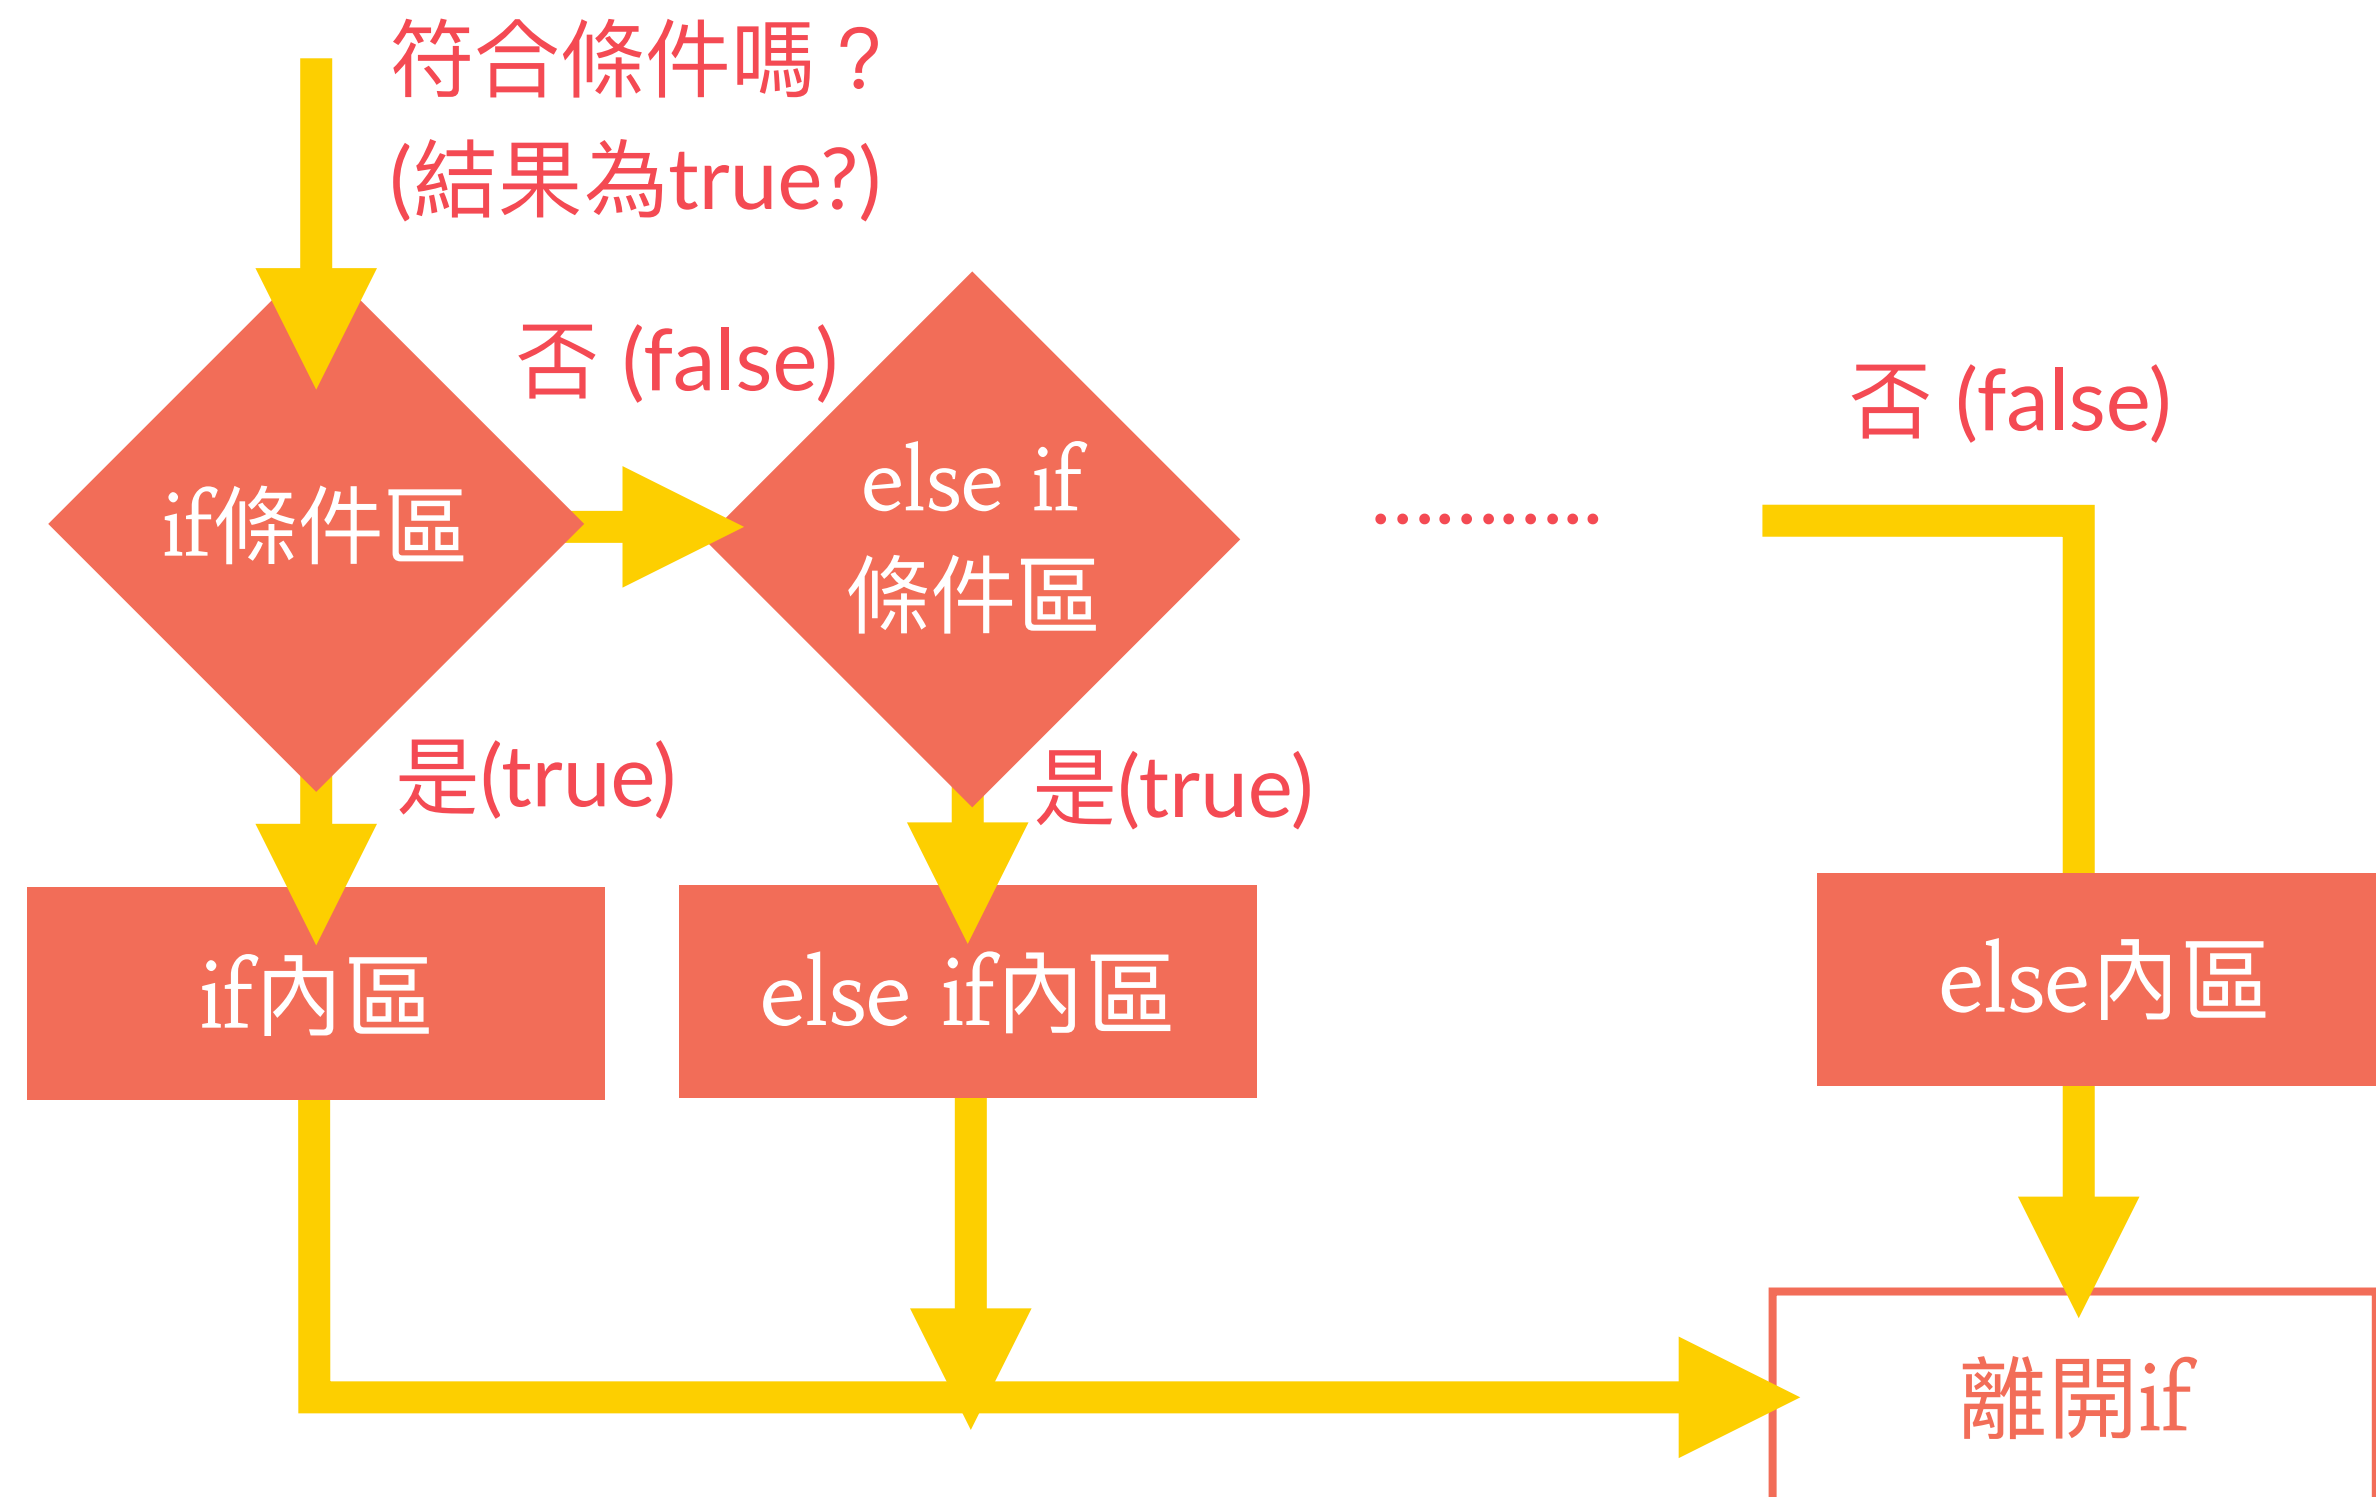 符合條件嗎？
(結果為true?)
否 (false)
否 (false)
if條件區
else if
條件區
是(true)
是(true)
if內區
else if內區
else內區
離開if